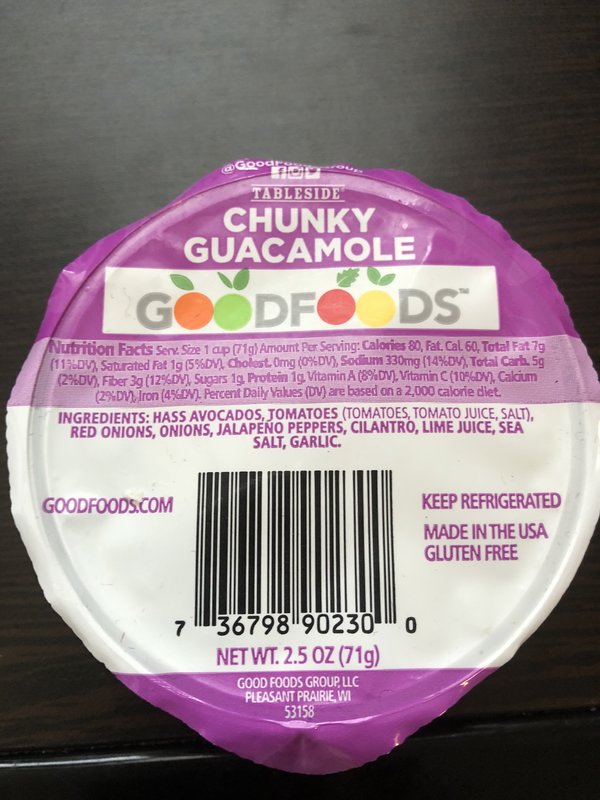 TABLESIDE™
CHUNKY
GUACAMOLE
GOODFOODS™
Nutrition Facts Serv. Size 1 cup (71g) Amount Per Serving: Calories 80, Fat. Cal. 60, Total Fat 7g
(11%DV), Saturated Fat 1g (5%DV), Cholest. 0mg (0%DV), Sodium 330mg (14%DV), Total Carb. 5g
(2%DV), Fiber 3g (12%DV), Sugars 1g, Protein 1g, Vitamin A (8%DV), Vitamin C (10%DV), Calcium
(2%DV), Iron (4%DV). Percent Daily Values (DV) are based on a 2,000 calorie diet.
INGREDIENTS: HASS AVOCADOS, TOMATOES (TOMATOES, TOMATO JUICE, SALT),
RED ONIONS, ONIONS, JALAPEÑO PEPPERS, CILANTRO, LIME JUICE, SEA
SALT, GARLIC.
GOODFOODS.COM
KEEP REFRIGERATED
MADE IN THE USA
GLUTEN FREE
7 36798 90230 0
NET WT. 2.5 OZ (71g)
GOOD FOODS GROUP, LLC
PLEASANT PRAIRIE, WI
53158